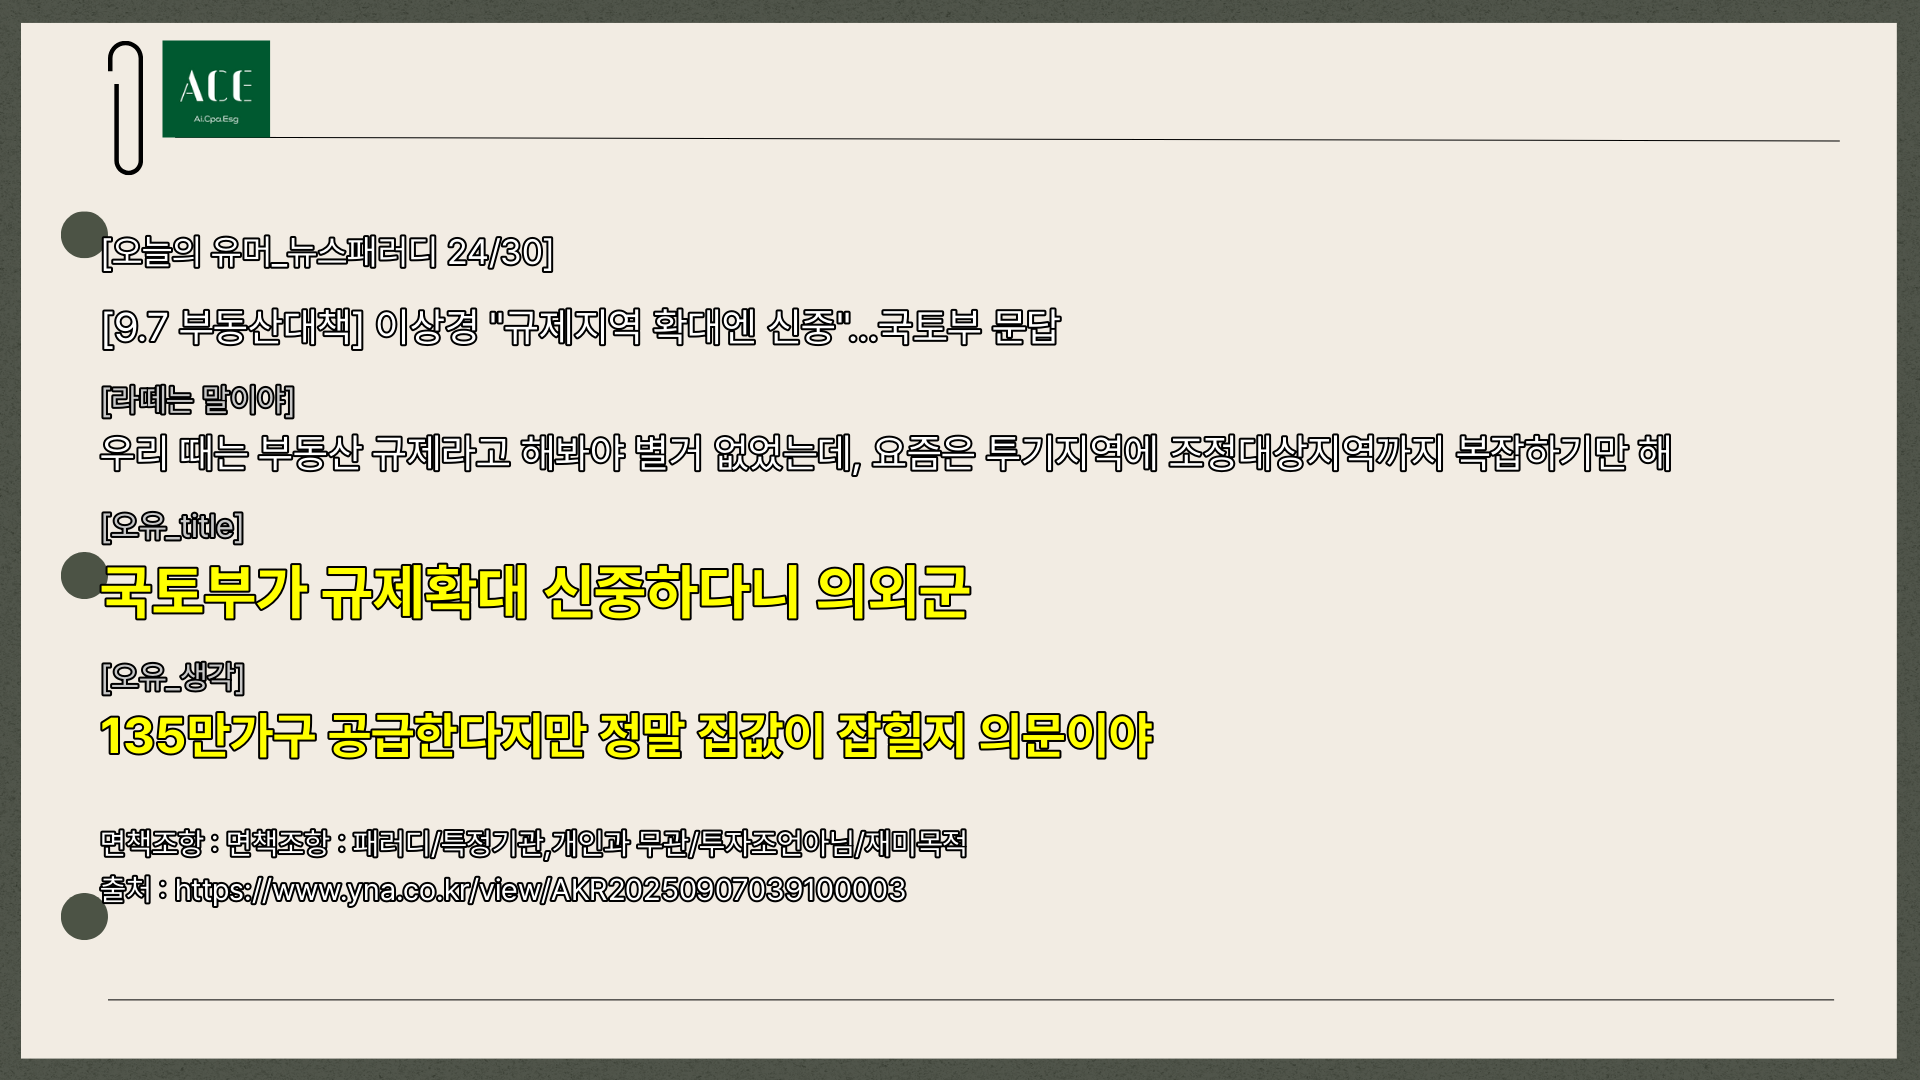 ACE
Ai.Cpa.Esg
[오늘의 유머_뉴스패러디 24/30]
[9.7 부동산대책] 이상경 "규제지역 확대엔 신중"...국토부 문답
[라떼는 말이야]
우리 때는 부동산 규제라고 해봐야 별거 없었는데, 요즘은 투기지역에 조정대상지역까지 복잡하기만 해
[오유_title]
국토부가 규제확대 신중하다니 의외군
[오유_생각]
135만가구 공급한다지만 정말 집값이 잡힐지 의문이야
면책조항 : 면책조항 : 패러디/특정기관,개인과 무관/투자조언아님/재미목적
출처 : https://www.yna.co.kr/view/AKR20250907039100003